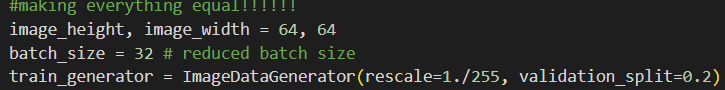 #making everything equal!!!!!!
image_height, image_width = 64, 64
batch_size = 32 # reduced batch size
train_generator = ImageDataGenerator(rescale=1./255, validation_split=0.2)